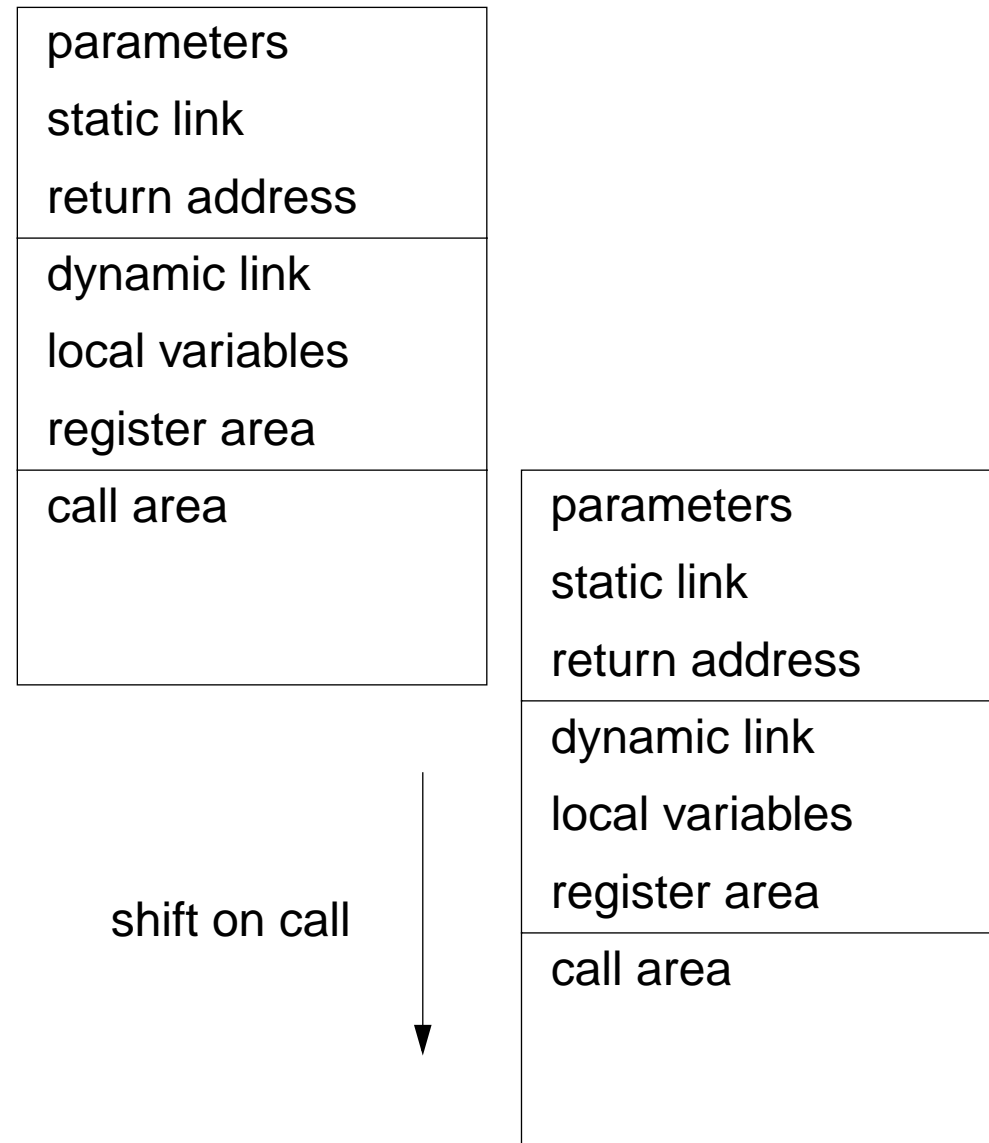 parameters
static link
return address
dynamic link
local variables
register area
call area
parameters
static link
return address
dynamic link
local variables
register area
call area
shift on call